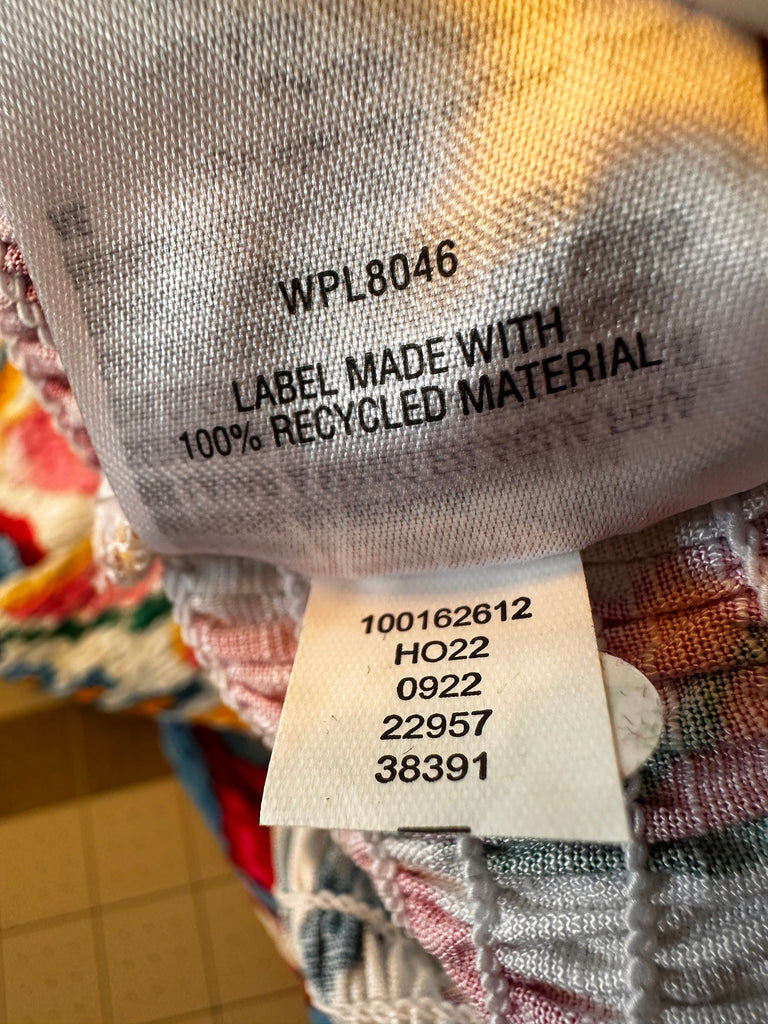 WPL8046
LABEL MADE WITH
100% RECYCLED MATERIAL
100162612
HO22
0922
22957
38391